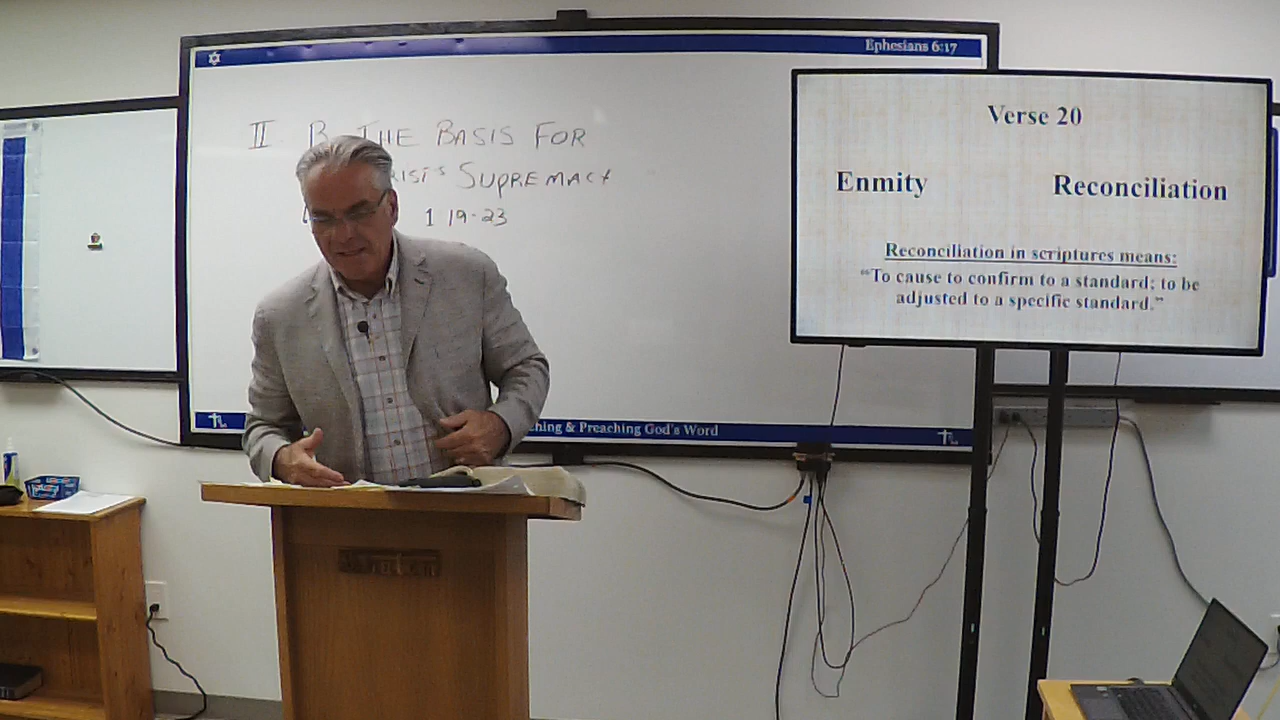 Ephesians 6:17
II. B. THE BASIS FOR
SUPREMACY
1 19-23
ching & Preaching God's Word
Verse 20
Enmity Reconciliation
Reconciliation in scriptures means:
“To cause to confirm to a standard; to be
adjusted to a specific standard.”